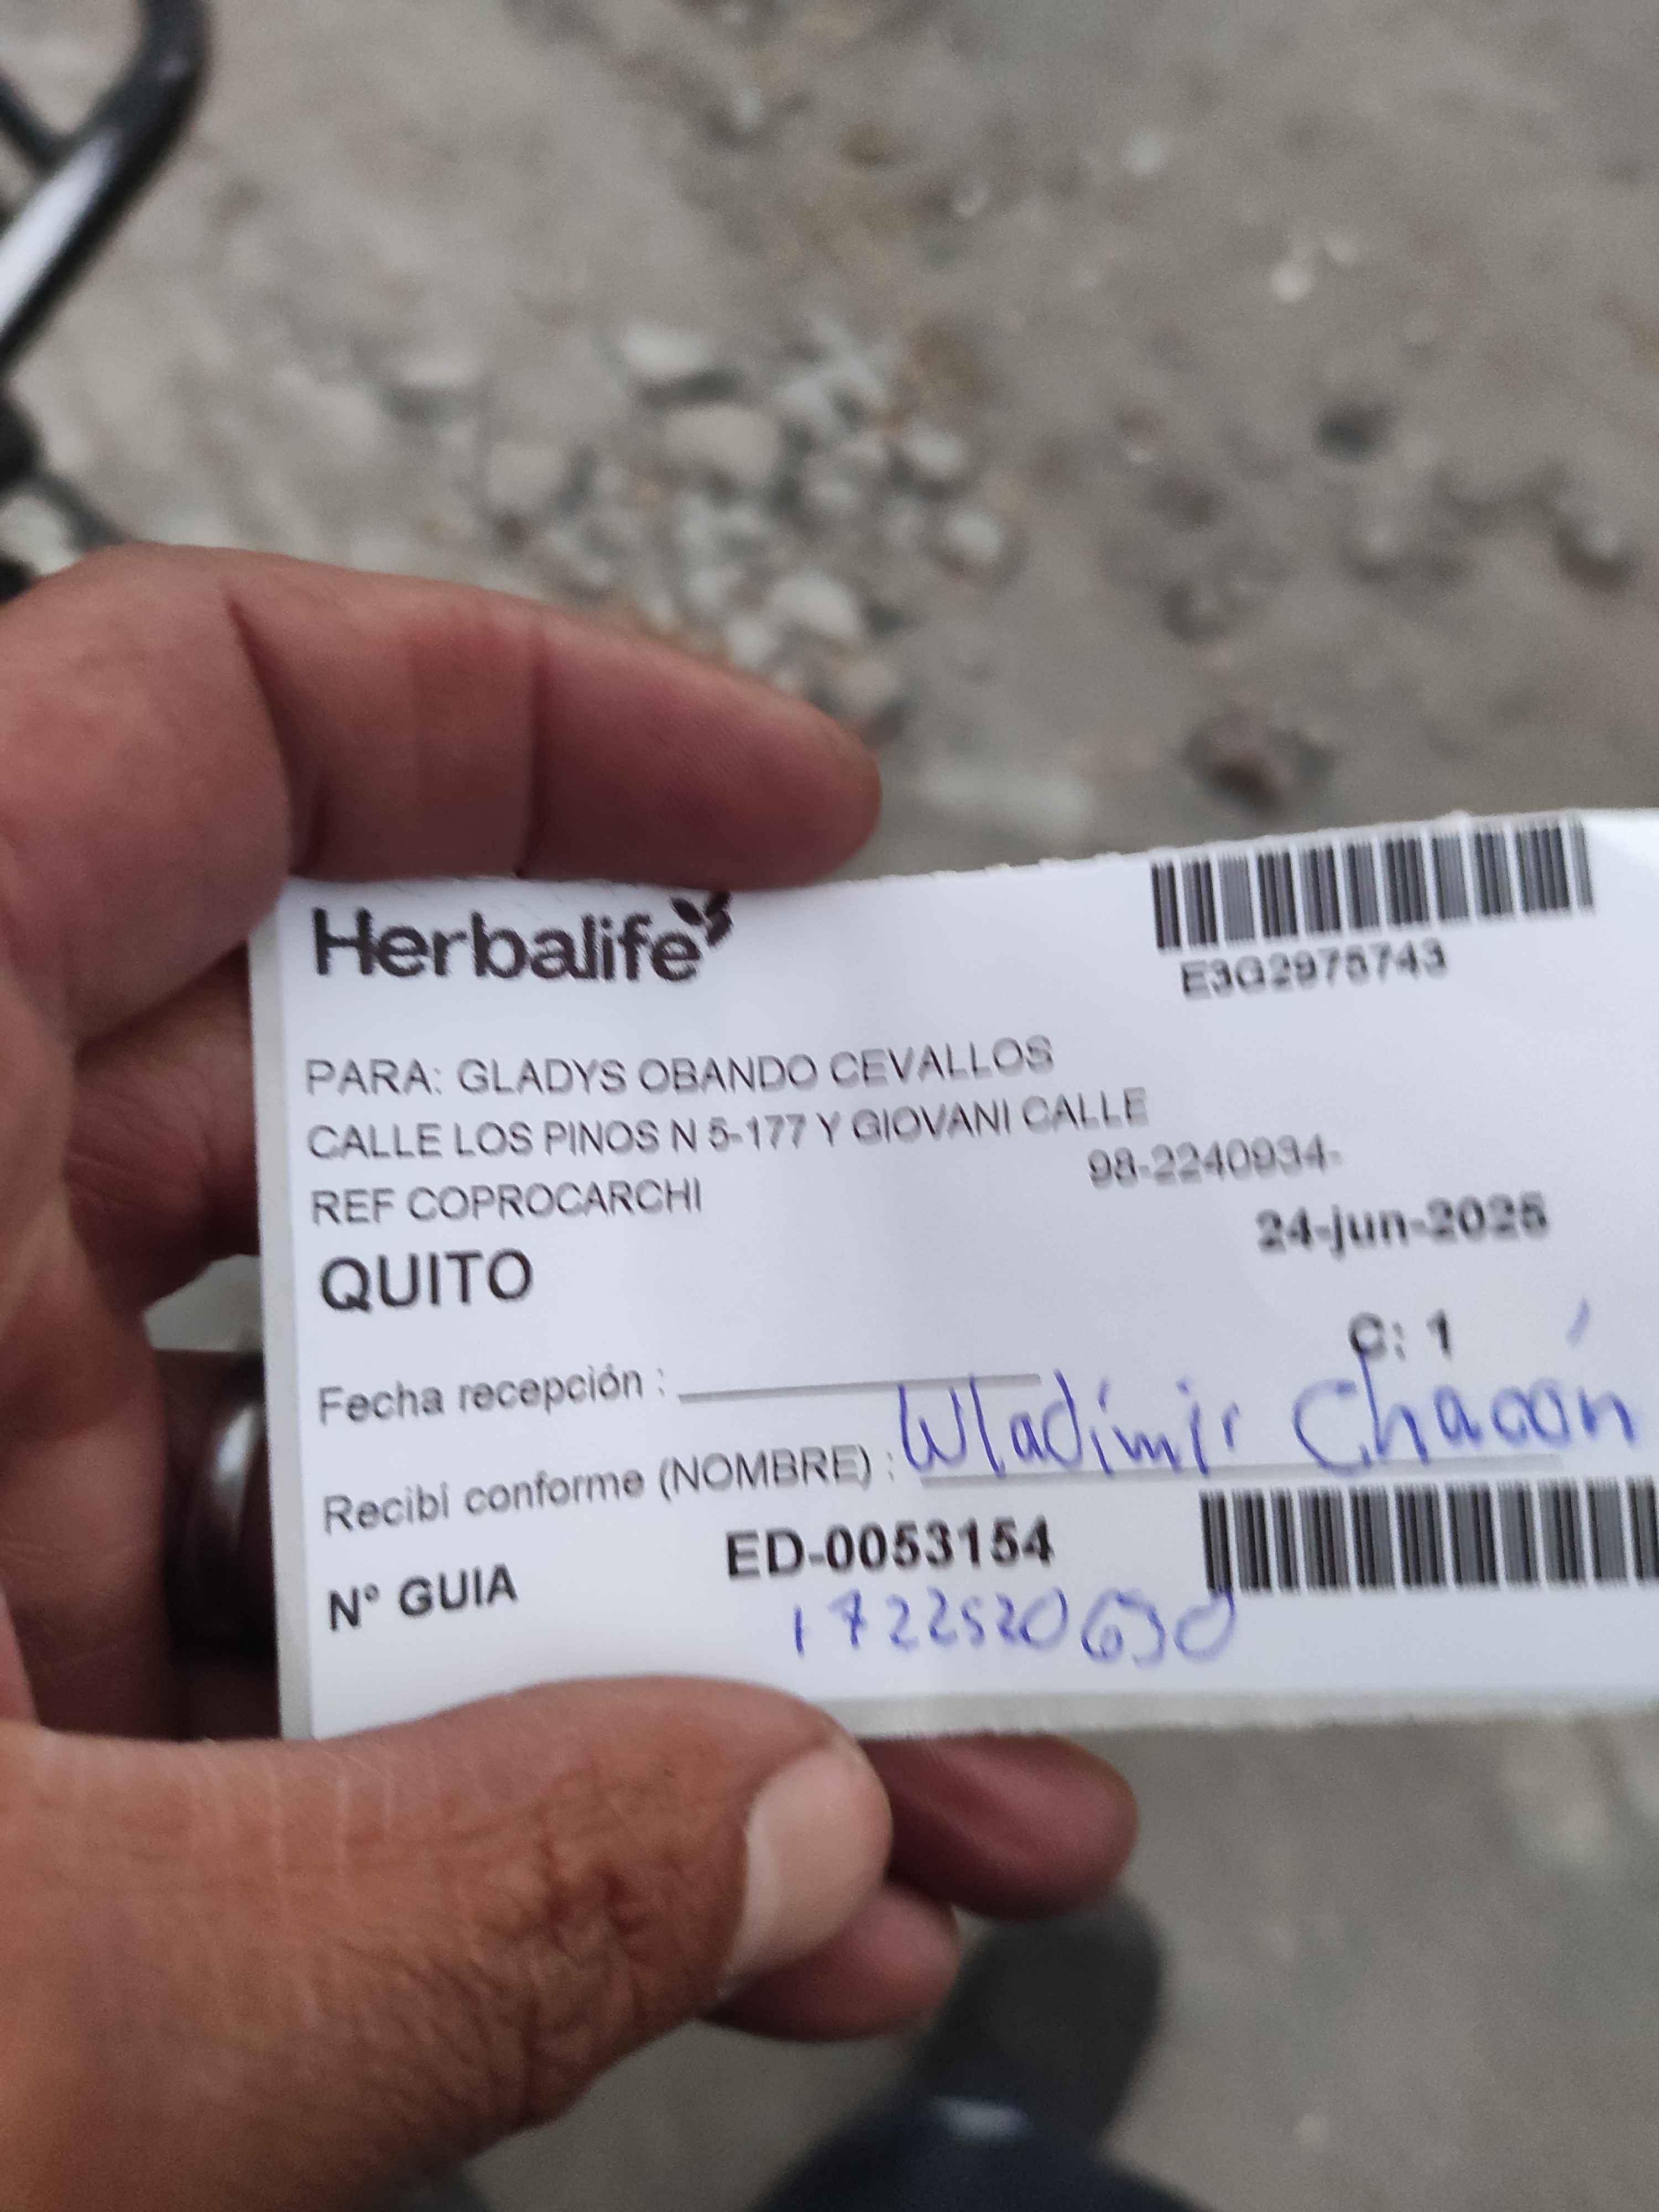 Herbalife
E3G2975743
PARA: GLADYS OBANDO CEVALLOS
CALLE LOS PINOS N 5-177 Y GIOVANI CALLE
98-2240934-
REF COPROCARCHI
24-jun-2025
QUITO
C: 1
Fecha recepción :
Recibí conforme (NOMBRE) : Wladimir Chacón
Nº GUIA ED-0053154
1722520630